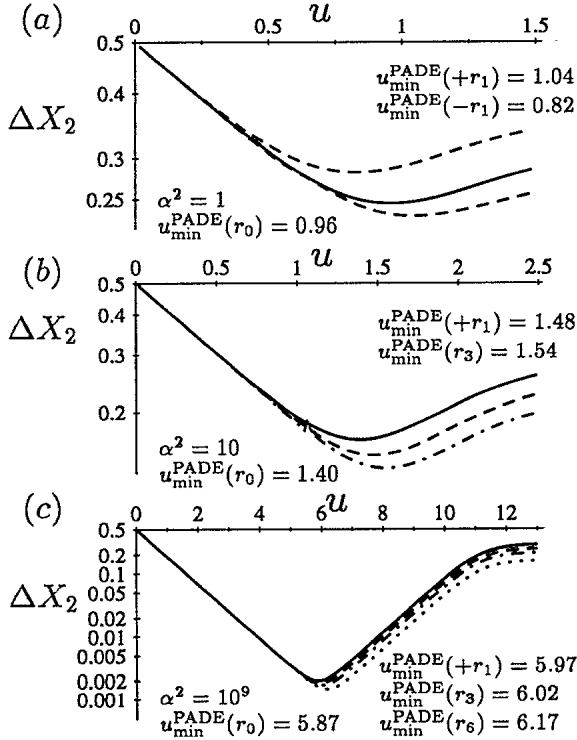 (a) u
0 0.5 1 1.5
0.5
0.4
0.3
0.25
ΔX₂
u_min^PADE(+r₁) = 1.04
u_min^PADE(−r₁) = 0.82
α² = 1
u_min^PADE(r₀) = 0.96
(b) u
0 0.5 1 1.5 2 2.5
0.5
0.4
0.3
0.2
ΔX₂
u_min^PADE(+r₁) = 1.48
u_min^PADE(r₃) = 1.54
α² = 10
u_min^PADE(r₀) = 1.40
(c) u
0 2 4 6 8 10 12
0.5
0.2
0.1
0.05
0.02
0.01
0.005
0.002
0.001
ΔX₂
α² = 10⁹
u_min^PADE(r₀) = 5.87
u_min^PADE(+r₁) = 5.97
u_min^PADE(r₃) = 6.02
u_min^PADE(r₆) = 6.17